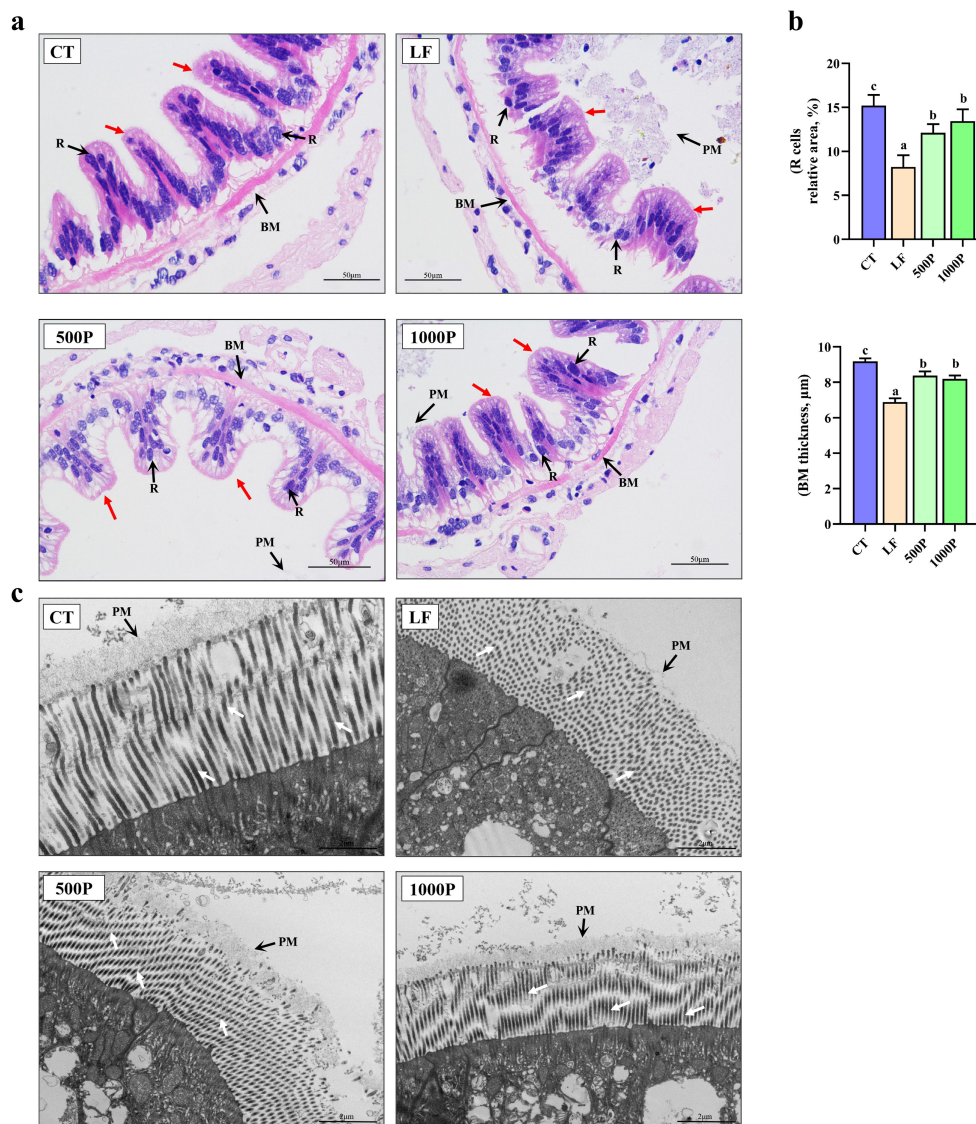 a
CT
R
R
BM
50μm
LF
R
PM
BM
R
50μm
500P
BM
R
R
PM
50μm
1000P
R
PM
R
BM
50μm
b
(R cells
relative area, %)
20
15
10
5
0
c
a
b
b
CT
LF
500P
1000P
(BM thickness, μm)
10
8
6
4
2
0
c
a
b
b
CT
LF
500P
1000P
c
CT
PM
2μm
LF
PM
2μm
500P
PM
2μm
1000P
PM
2μm